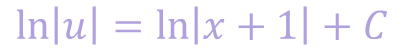 ln|u| = ln|x + 1| + C